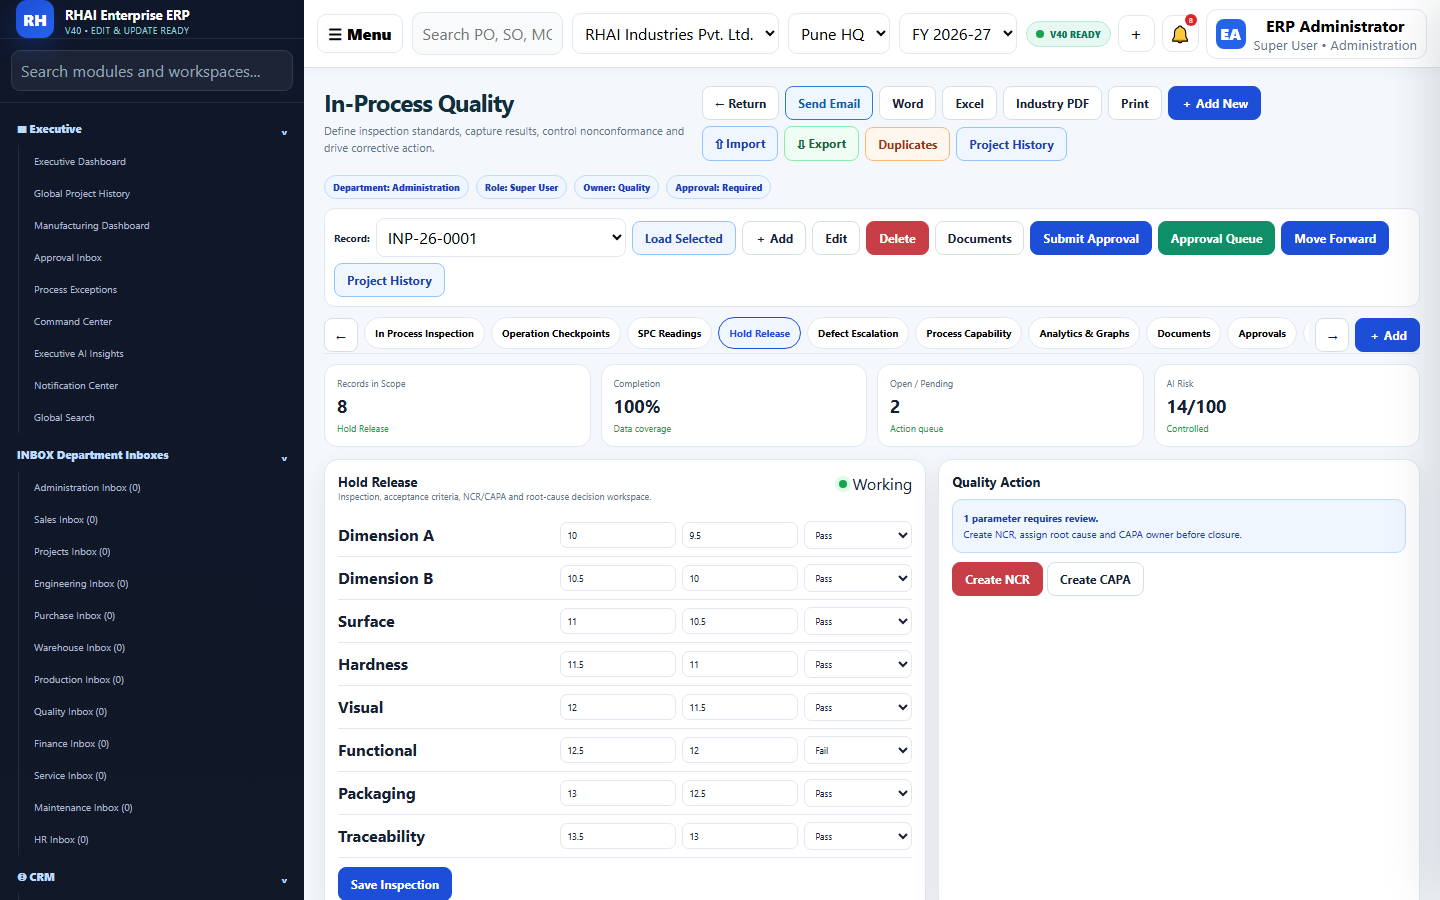 RH
RHAI Enterprise ERP
V40 • EDIT & UPDATE READY
Search modules and workspaces...
Executive
Executive Dashboard
Global Project History
Manufacturing Dashboard
Approval Inbox
Process Exceptions
Command Center
Executive AI Insights
Notification Center
Global Search
INBOX Department Inboxes
Administration Inbox (0)
Sales Inbox (0)
Projects Inbox (0)
Engineering Inbox (0)
Purchase Inbox (0)
Warehouse Inbox (0)
Production Inbox (0)
Quality Inbox (0)
Finance Inbox (0)
Service Inbox (0)
Maintenance Inbox (0)
HR Inbox (0)
CRM
☰ Menu
Search PO, SO, MO
RHAI Industries Pvt. Ltd.
Pune HQ
FY 2026-27
V40 READY
+
8
EA
ERP Administrator
Super User • Administration
In-Process Quality
Define inspection standards, capture results, control nonconformance and
drive corrective action.
← Return
Send Email
Word
Excel
Industry PDF
Print
+ Add New
⇧ Import
⇩ Export
Duplicates
Project History
Department: Administration
Role: Super User
Owner: Quality
Approval: Required
Record:
INP-26-0001
Load Selected
+ Add
Edit
Delete
Documents
Submit Approval
Approval Queue
Move Forward
Project History
←
In Process Inspection
Operation Checkpoints
SPC Readings
Hold Release
Defect Escalation
Process Capability
Analytics & Graphs
Documents
Approvals
→
+ Add
Records in Scope
8
Hold Release
Completion
100%
Data coverage
Open / Pending
2
Action queue
AI Risk
14/100
Controlled
Hold Release
Inspection, acceptance criteria, NCR/CAPA and root-cause decision workspace.
Working
Dimension A 10 9.5 Pass
Dimension B 10.5 10 Pass
Surface 11 10.5 Pass
Hardness 11.5 11 Pass
Visual 12 11.5 Pass
Functional 12.5 12 Fail
Packaging 13 12.5 Pass
Traceability 13.5 13 Pass
Save Inspection
Quality Action
1 parameter requires review.
Create NCR, assign root cause and CAPA owner before closure.
Create NCR
Create CAPA